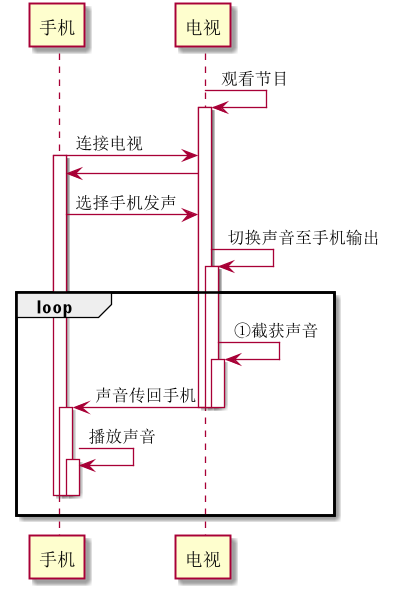 手机 电视
观看节目
连接电视
选择手机发声
切换声音至手机输出
loop
①截获声音
声音传回手机
播放声音
手机 电视